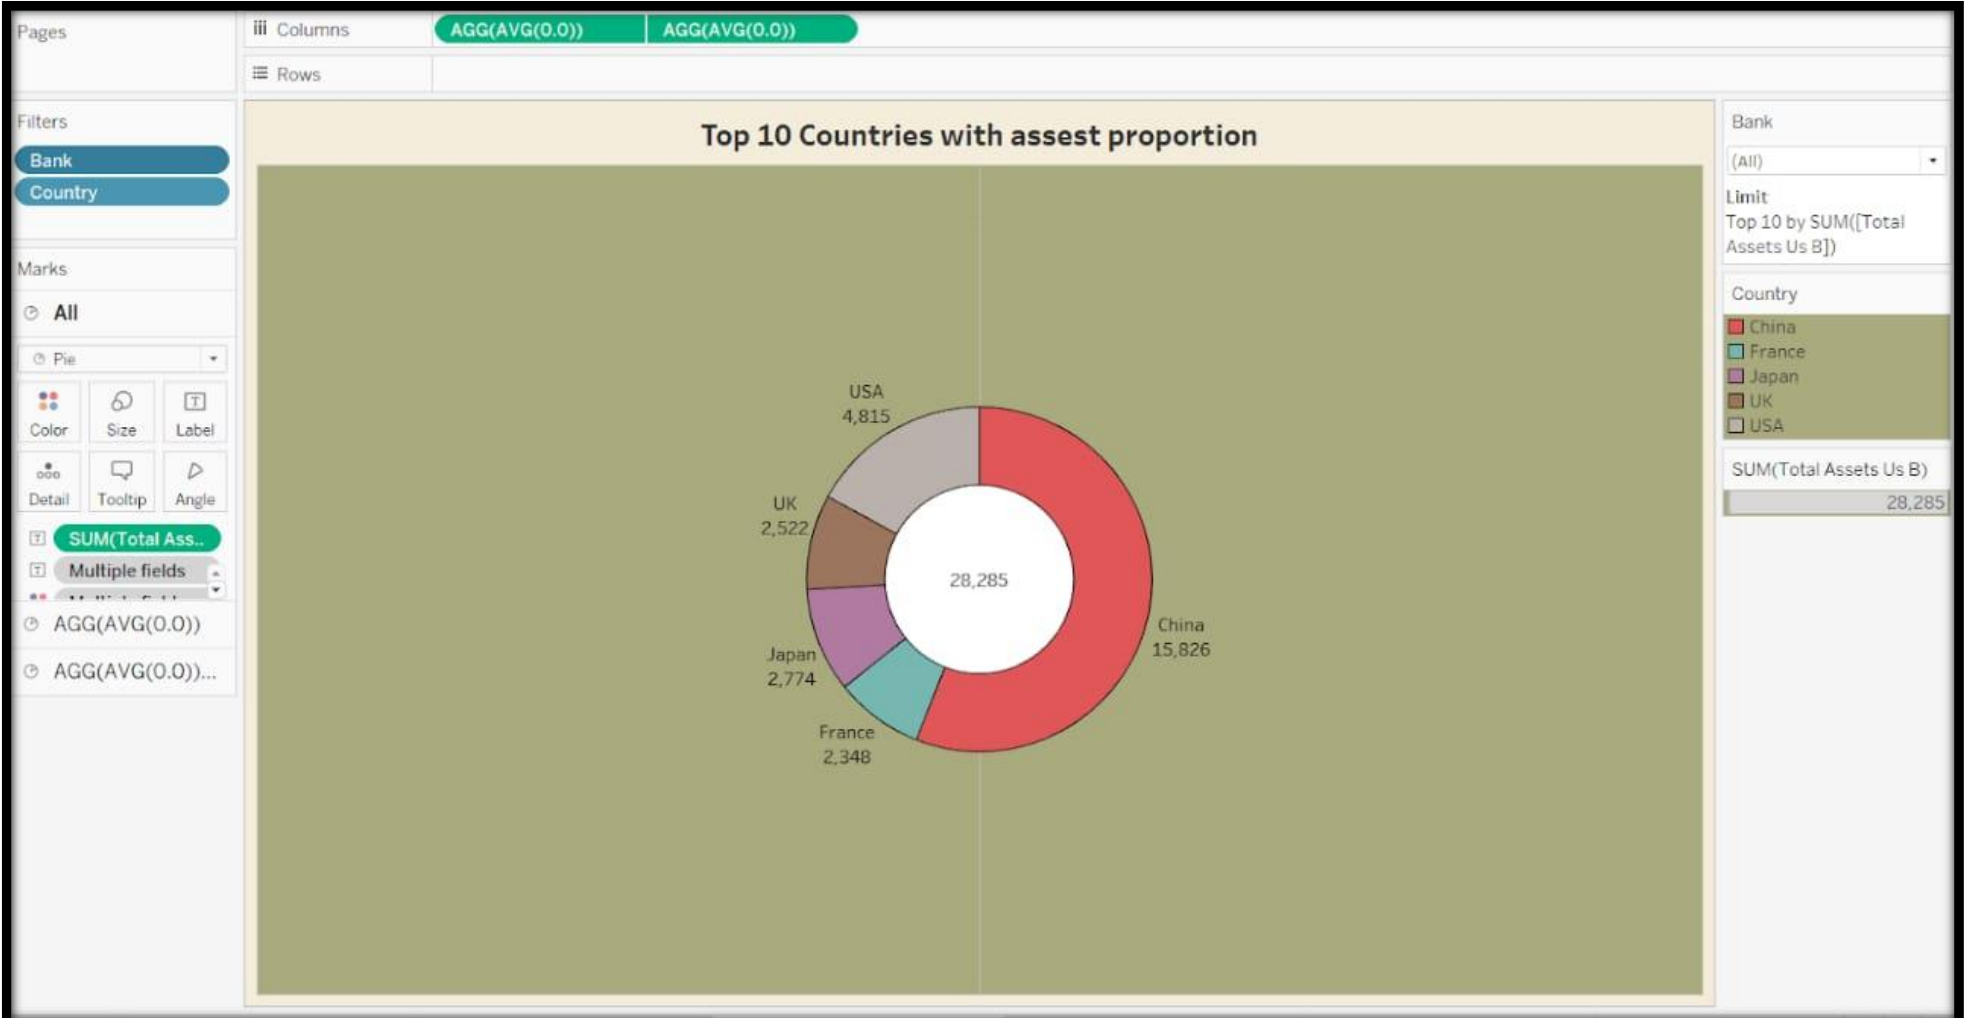 Pages
Columns
AGG(AVG(0.0))
AGG(AVG(0.0))
Rows
Filters
Bank
Country
Marks
All
Pie
Color
Size
Label
Detail
Tooltip
Angle
SUM(Total Ass..
Multiple fields
AGG(AVG(0.0))
AGG(AVG(0.0))...
Top 10 Countries with assest proportion
USA
4,815
UK
2,522
28,285
China
15,826
Japan
2,774
France
2,348
Bank
(All)
Limit
Top 10 by SUM([Total
Assets Us B])
Country
China
France
Japan
UK
USA
SUM(Total Assets Us B)
28,285